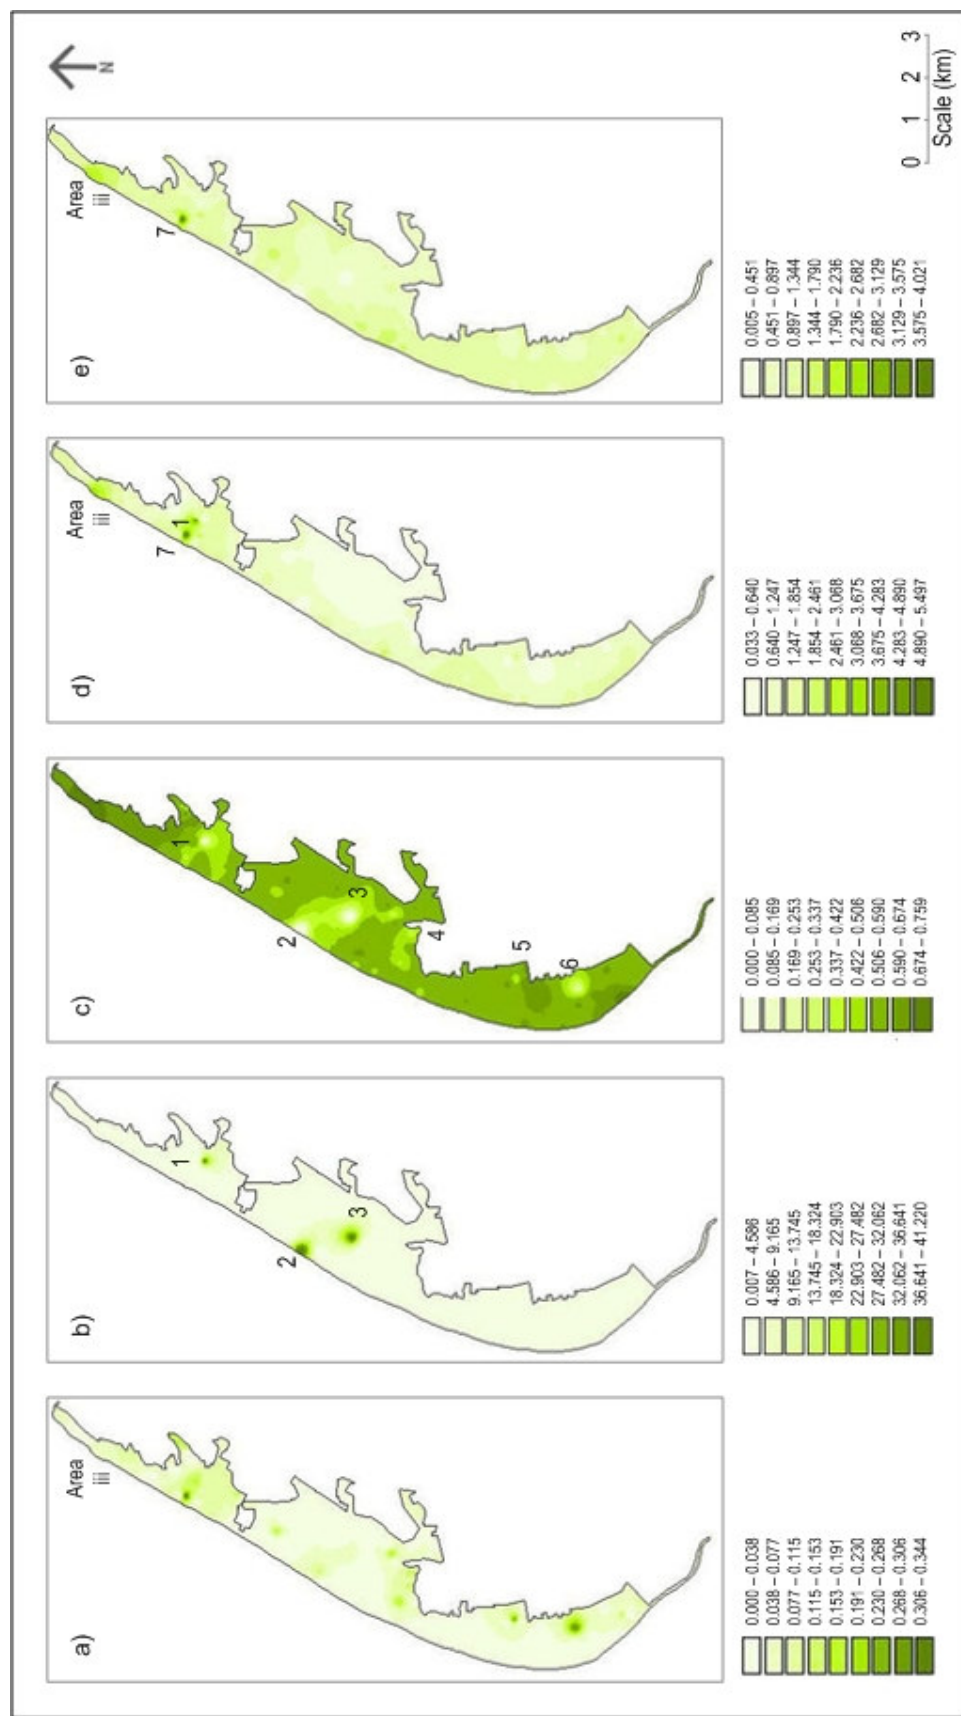 a)
Area
iii
0.000 – 0.038
0.038 – 0.077
0.077 – 0.115
0.115 – 0.153
0.153 – 0.191
0.191 – 0.230
0.230 – 0.268
0.268 – 0.306
0.306 – 0.344
b)
1
2
3
0.007 – 4.586
4.586 – 9.165
9.165 – 13.745
13.745 – 18.324
18.324 – 22.903
22.903 – 27.482
27.482 – 32.062
32.062 – 36.641
36.641 – 41.220
c)
1
2
3
4
5
6
0.000 – 0.085
0.085 – 0.169
0.169 – 0.253
0.253 – 0.337
0.337 – 0.422
0.422 – 0.506
0.506 – 0.590
0.590 – 0.674
0.674 – 0.759
d)
Area
iii
7
1
0.033 – 0.640
0.640 – 1.247
1.247 – 1.854
1.854 – 2.461
2.461 – 3.068
3.068 – 3.675
3.675 – 4.283
4.283 – 4.890
4.890 – 5.497
e)
Area
iii
7
0.005 – 0.451
0.451 – 0.897
0.897 – 1.344
1.344 – 1.790
1.790 – 2.236
2.236 – 2.682
2.682 – 3.129
3.129 – 3.575
3.575 – 4.021
N
0 1 2 3
Scale (km)